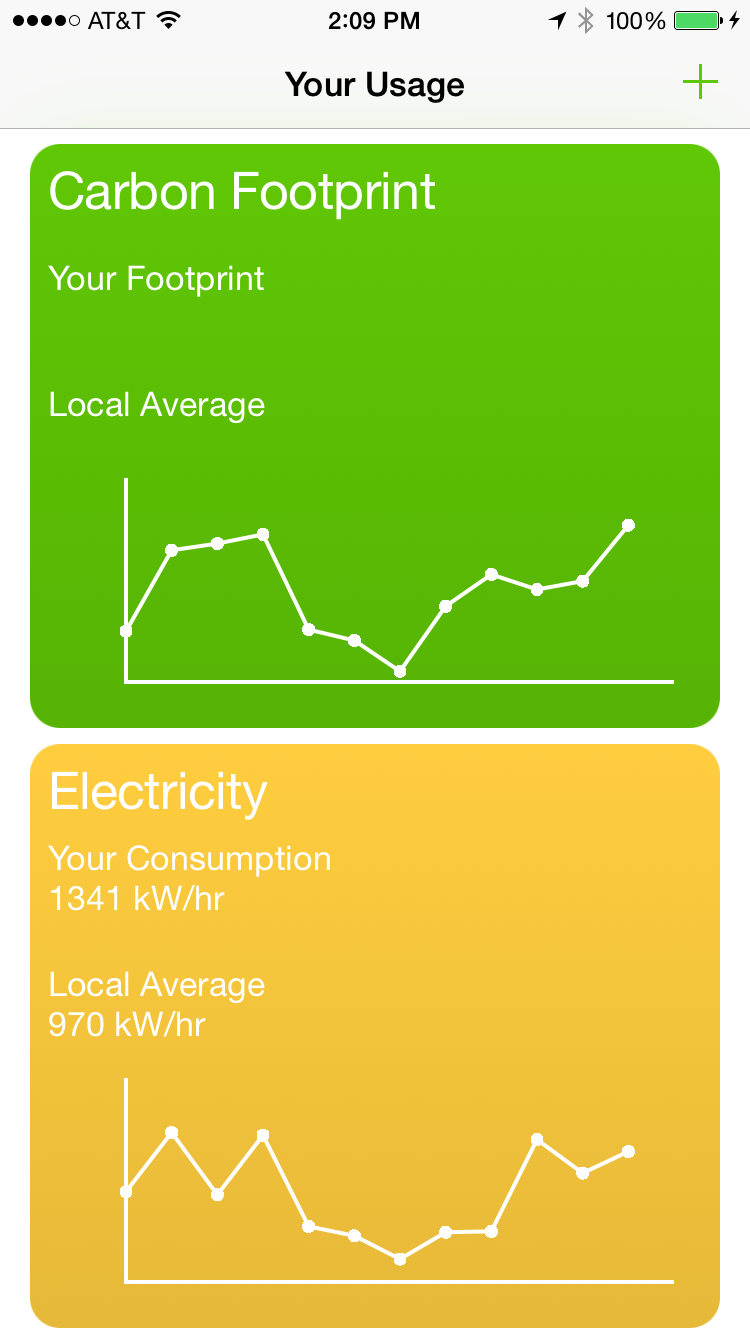 AT&T 2:09 PM 100%
Your Usage
Carbon Footprint
Your Footprint
Local Average
Electricity
Your Consumption
1341 kW/hr
Local Average
970 kW/hr